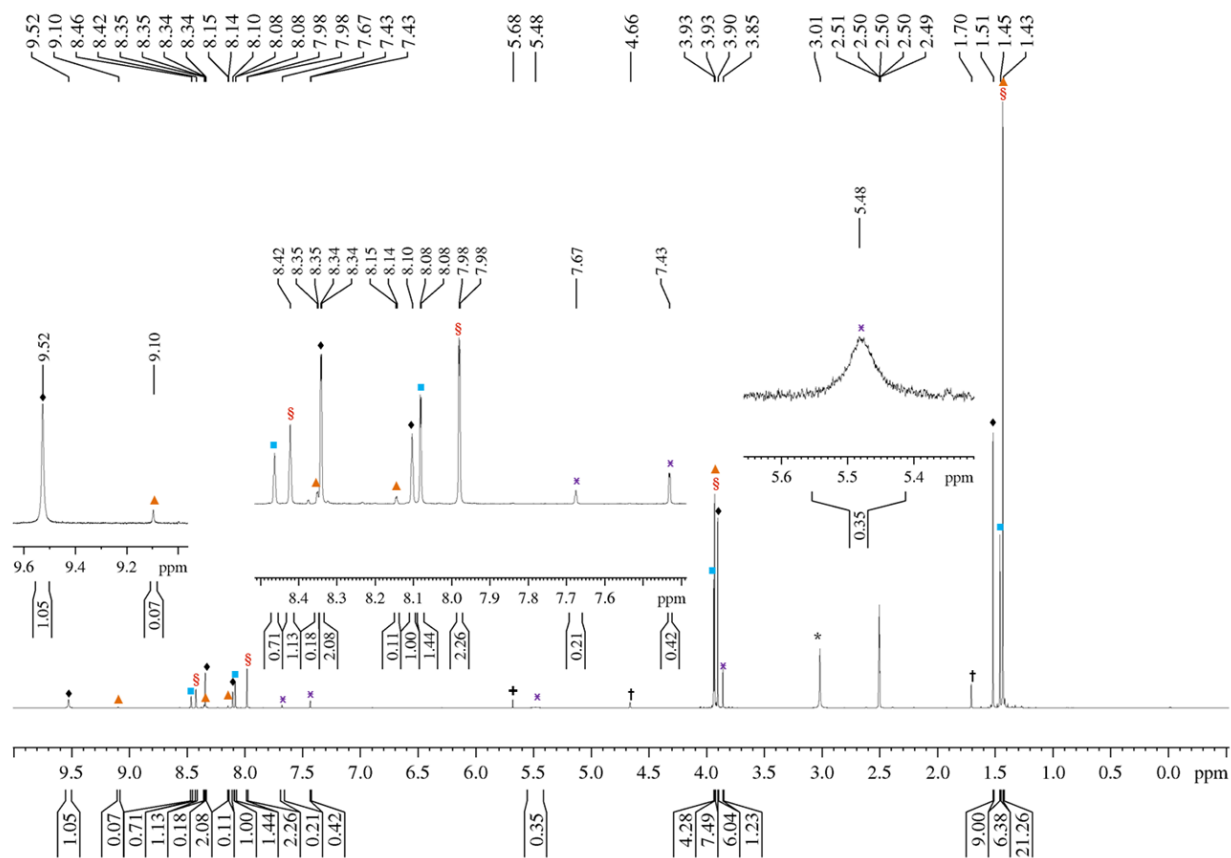 9.52 9.10 8.46 8.42 8.35 8.35 8.34 8.34 8.15 8.14 8.10 8.08 8.08 7.98 7.98 7.67 7.43 7.43 5.68 5.48 4.66 3.93 3.93 3.90 3.85 3.01 2.51 2.50 2.50 2.50 2.49 1.70 1.51 1.45 1.43
§
5.48
8.42 8.35 8.35 8.34 8.34 8.15 8.14 8.10 8.08 8.08 7.98 7.98 7.67 7.43
9.52 9.10
5.6 5.5 5.4 ppm
0.35
9.6 9.4 9.2 ppm
8.4 8.3 8.2 8.1 8.0 7.9 7.8 7.7 7.6 ppm
1.05 0.07
0.71 1.13 0.18 2.08 0.11 1.00 1.44 2.26 0.21 0.42
§ § § § §
* † †
9.5 9.0 8.5 8.0 7.5 7.0 6.5 6.0 5.5 5.0 4.5 4.0 3.5 3.0 2.5 2.0 1.5 1.0 0.5 0.0 ppm
1.05 0.07 0.71 1.13 0.18 2.08 0.11 1.00 1.44 2.26 0.21 0.42 0.35 4.28 7.49 6.04 1.23 9.00 6.38 21.26